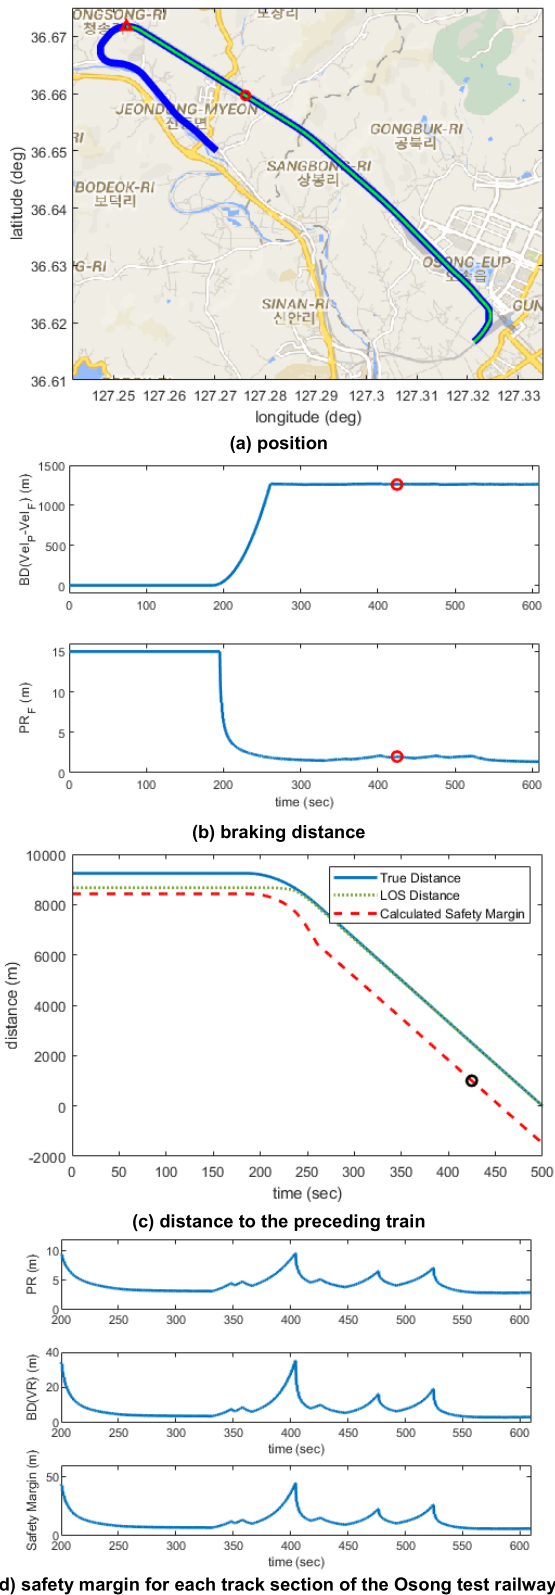 36.67
36.66
36.65
36.64
36.63
36.62
36.61
latitude (deg)
ONGSONG-RI
청송
JEONDONG-MYEON
전동면
GONGBUK-RI
공북리
SANGBONG-RI
상봉리
RI
BODEOK-RI
보덕리
G-RI
OSONG-EUP
오송읍
SINAN-RI
신안리
GUN
127.25 127.26 127.27 127.28 127.29 127.3 127.31 127.32 127.33
longitude (deg)
(a) position
BD(Vel_P-Vel_F) (m)
1500
1000
500
0
0 100 200 300 400 500 600
PR_F (m)
15
10
5
0
0 100 200 300 400 500 600
time (sec)
(b) braking distance
distance (m)
10000
8000
6000
4000
2000
0
-2000
True Distance
LOS Distance
Calculated Safety Margin
0 50 100 150 200 250 300 350 400 450 500
time (sec)
(c) distance to the preceding train
PR (m)
10
5
0
200 250 300 350 400 450 500 550 600
BD(VR) (m)
40
20
0
200 250 300 350 400 450 500 550 600
time (sec)
Safety Margin (m)
50
0
200 250 300 350 400 450 500 550 600
time (sec)
d) safety margin for each track section of the Osong test railway